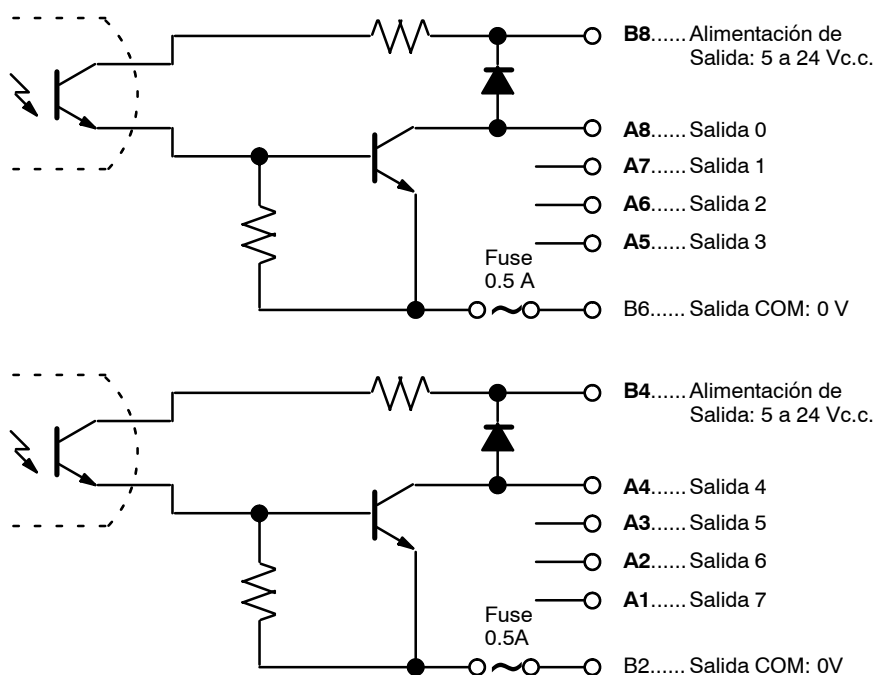 B8...... Alimentación de
Salida: 5 a 24 Vc.c.
A8...... Salida 0
A7...... Salida 1
A6...... Salida 2
A5...... Salida 3
Fuse
0.5 A
B6...... Salida COM: 0 V
B4...... Alimentación de
Salida: 5 a 24 Vc.c.
A4...... Salida 4
A3...... Salida 5
A2...... Salida 6
A1...... Salida 7
Fuse
0.5A
B2...... Salida COM: 0V